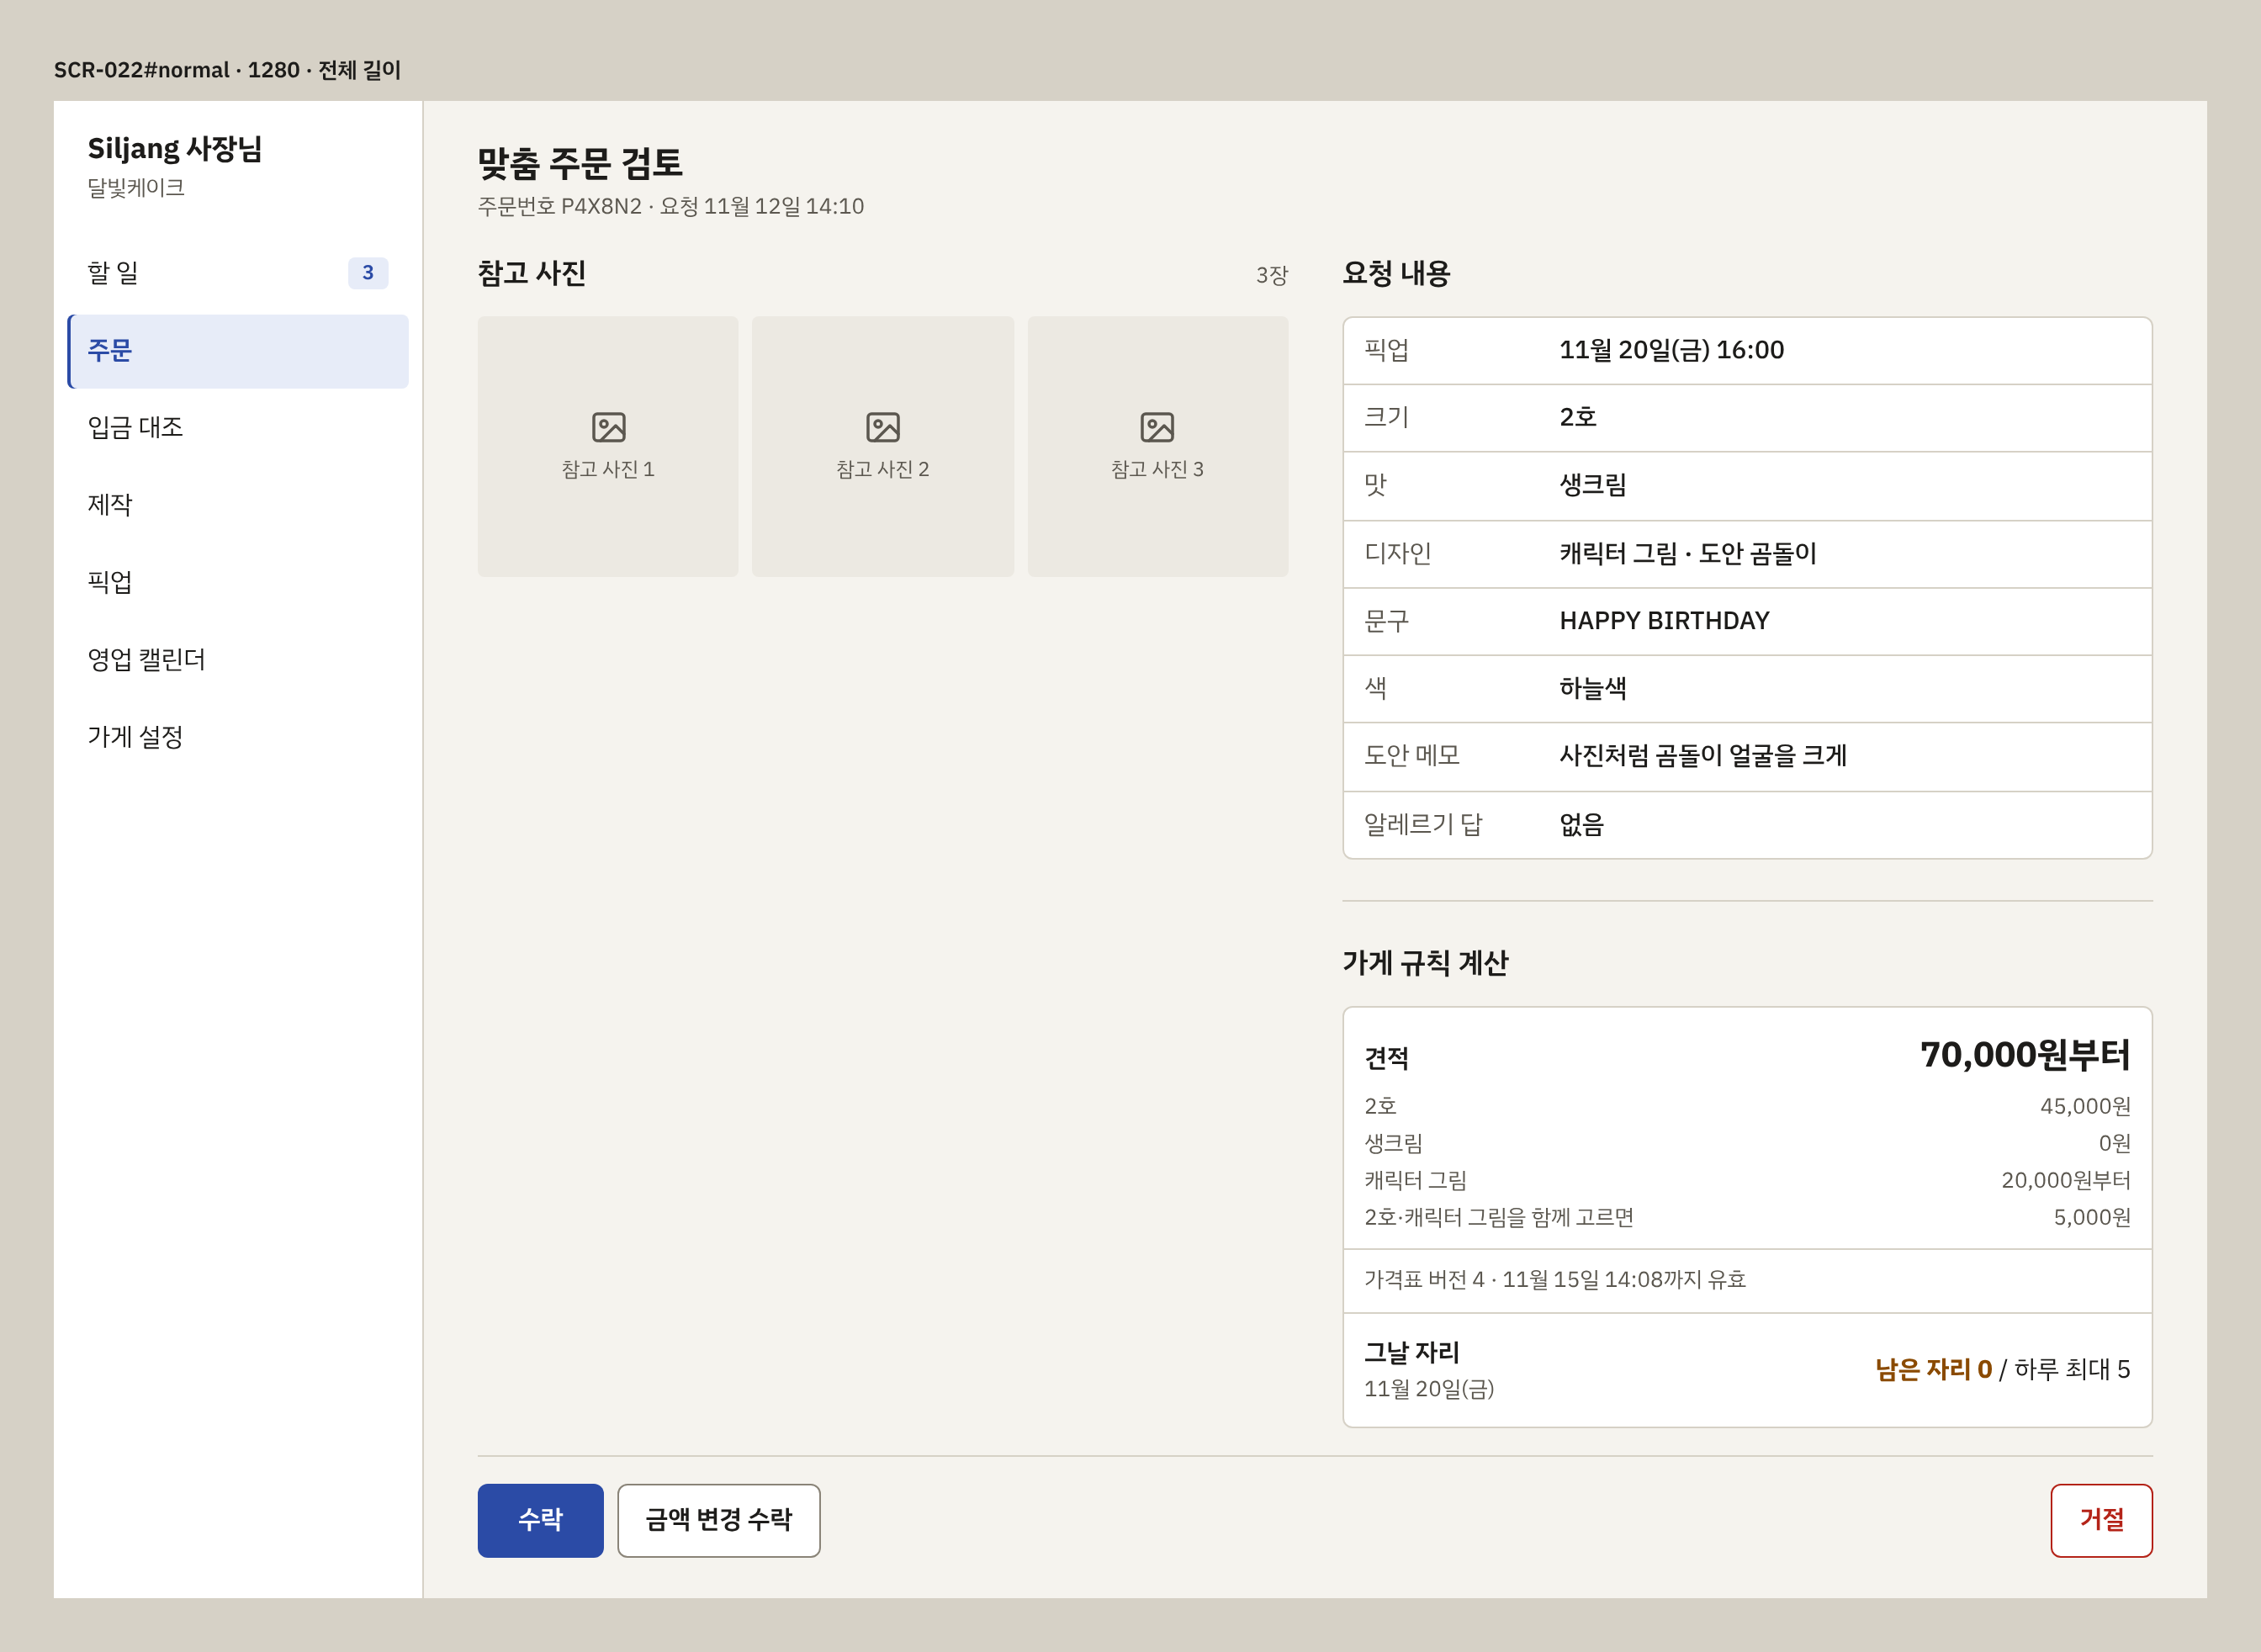 SCR-022#normal · 1280 · 전체 길이
Siljang 사장님
달빛케이크
할 일 3
주문
입금 대조
제작
픽업
영업 캘린더
가게 설정
맞춤 주문 검토
주문번호 P4X8N2 · 요청 11월 12일 14:10
참고 사진 3장
참고 사진 1
참고 사진 2
참고 사진 3
요청 내용
픽업 11월 20일(금) 16:00
크기 2호
맛 생크림
디자인 캐릭터 그림 · 도안 곰돌이
문구 HAPPY BIRTHDAY
색 하늘색
도안 메모 사진처럼 곰돌이 얼굴을 크게
알레르기 답 없음
가게 규칙 계산
견적 70,000원부터
2호 45,000원
생크림 0원
캐릭터 그림 20,000원부터
2호·캐릭터 그림을 함께 고르면 5,000원
가격표 버전 4 · 11월 15일 14:08까지 유효
그날 자리
11월 20일(금)
남은 자리 0 / 하루 최대 5
수락
금액 변경 수락
거절